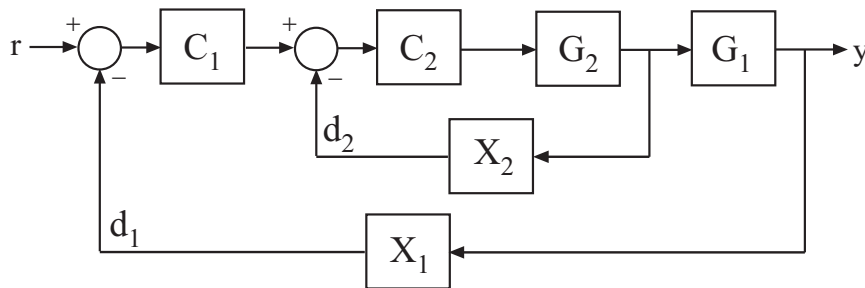 r + − C₁ + − C₂ G₂ G₁ y
d₂ X₂
d₁ X₁